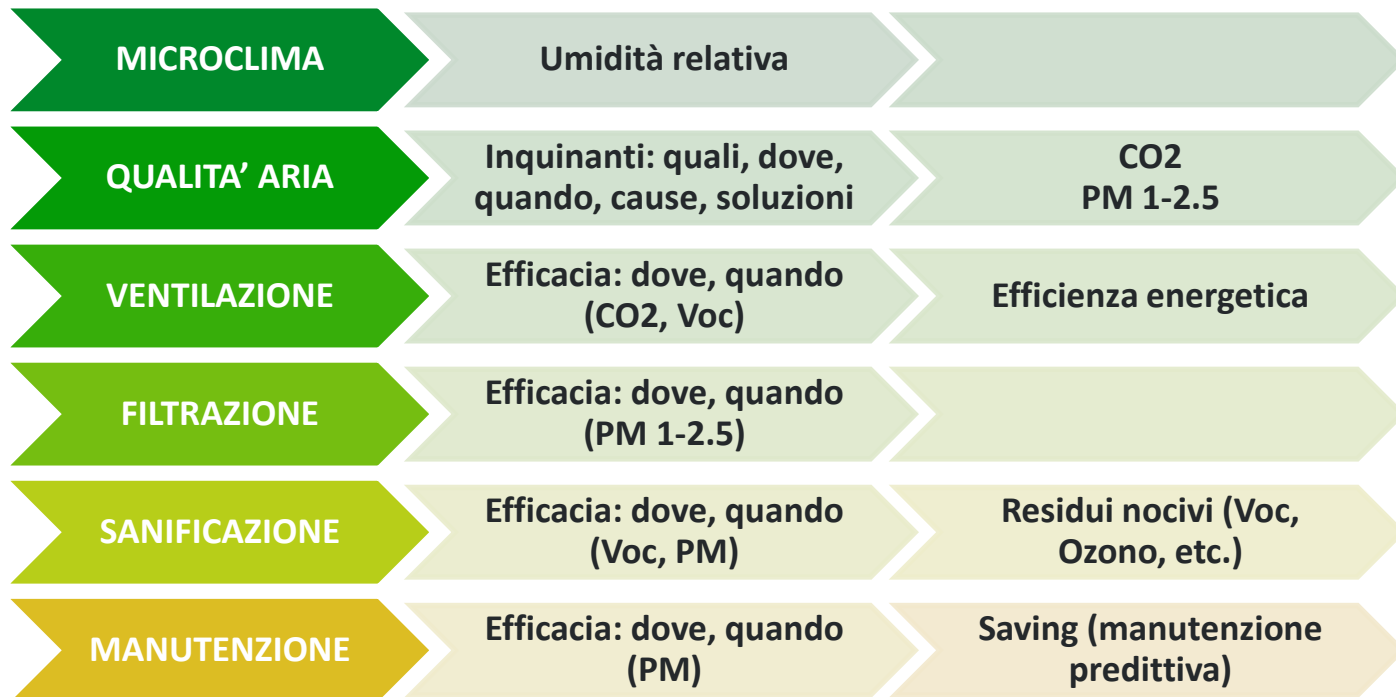 MICROCLIMA
Umidità relativa
QUALITA’ ARIA
Inquinanti: quali, dove,
quando, cause, soluzioni
CO2
PM 1-2.5
VENTILAZIONE
Efficacia: dove, quando
(CO2, Voc)
Efficienza energetica
FILTRAZIONE
Efficacia: dove, quando
(PM 1-2.5)
SANIFICAZIONE
Efficacia: dove, quando
(Voc, PM)
Residui nocivi (Voc,
Ozono, etc.)
MANUTENZIONE
Efficacia: dove, quando
(PM)
Saving (manutenzione
predittiva)